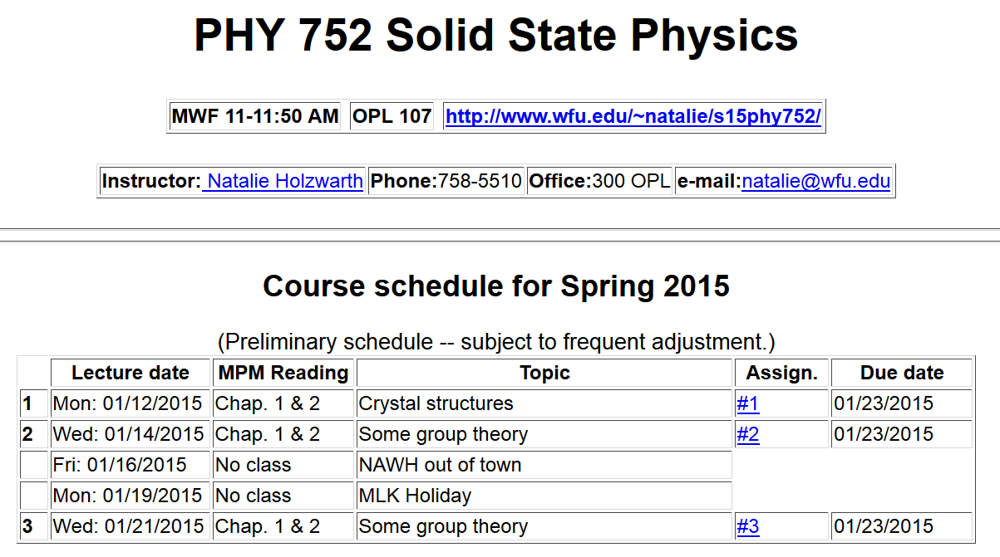 PHY 752 Solid State Physics
MWF 11-11:50 AM OPL 107 http://www.wfu.edu/~natalie/s15phy752/
Instructor: Natalie Holzwarth Phone:758-5510 Office:300 OPL e-mail:natalie@wfu.edu
Course schedule for Spring 2015
(Preliminary schedule -- subject to frequent adjustment.)
Lecture date MPM Reading Topic Assign. Due date
1 Mon: 01/12/2015 Chap. 1 & 2 Crystal structures #1 01/23/2015
2 Wed: 01/14/2015 Chap. 1 & 2 Some group theory #2 01/23/2015
Fri: 01/16/2015 No class NAWH out of town
Mon: 01/19/2015 No class MLK Holiday
3 Wed: 01/21/2015 Chap. 1 & 2 Some group theory #3 01/23/2015